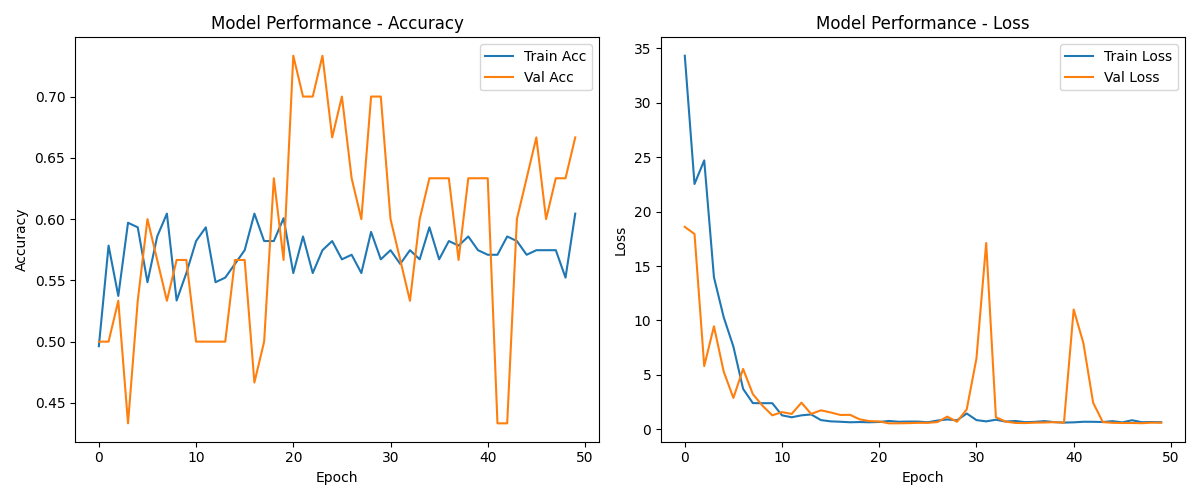 Model Performance - Accuracy
Train Acc
Val Acc
0.70
0.65
0.60
0.55
0.50
0.45
Accuracy
0 10 20 30 40 50
Epoch
Model Performance - Loss
Train Loss
Val Loss
35
30
25
20
15
10
5
0
Loss
0 10 20 30 40 50
Epoch